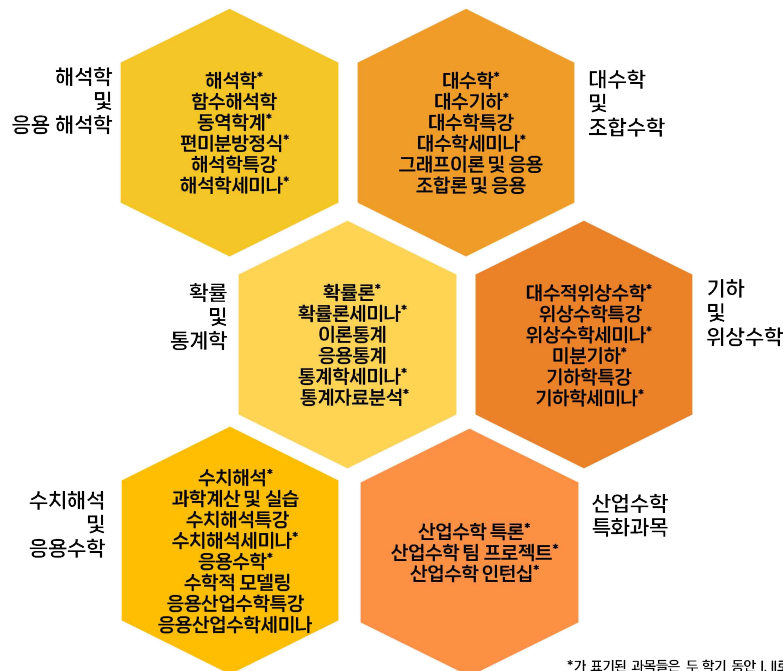 해석학
및
응용 해석학
해석학*
함수해석학
동역학계*
편미분방정식*
해석학특강
해석학세미나*
대수학*
대수기하*
대수학특강
대수학세미나*
그래프이론 및 응용
조합론 및 응용
대수학
및
조합수학
확률
및
통계학
확률론*
확률론세미나*
이론통계
응용통계
통계학세미나*
통계자료분석*
대수적위상수학*
위상수학특강
위상수학세미나*
미분기하*
기하학특강
기하학세미나*
기하
및
위상수학
수치해석
및
응용수학
수치해석*
과학계산 및 실습
수치해석특강
수치해석세미나*
응용수학*
수학적 모델링
응용산업수학특강
응용산업수학세미나
산업수학 특론*
산업수학 팀 프로젝트*
산업수학 인턴십*
산업수학
특화과목
*가 표기된 과목들은 두 학기 동안 I, II